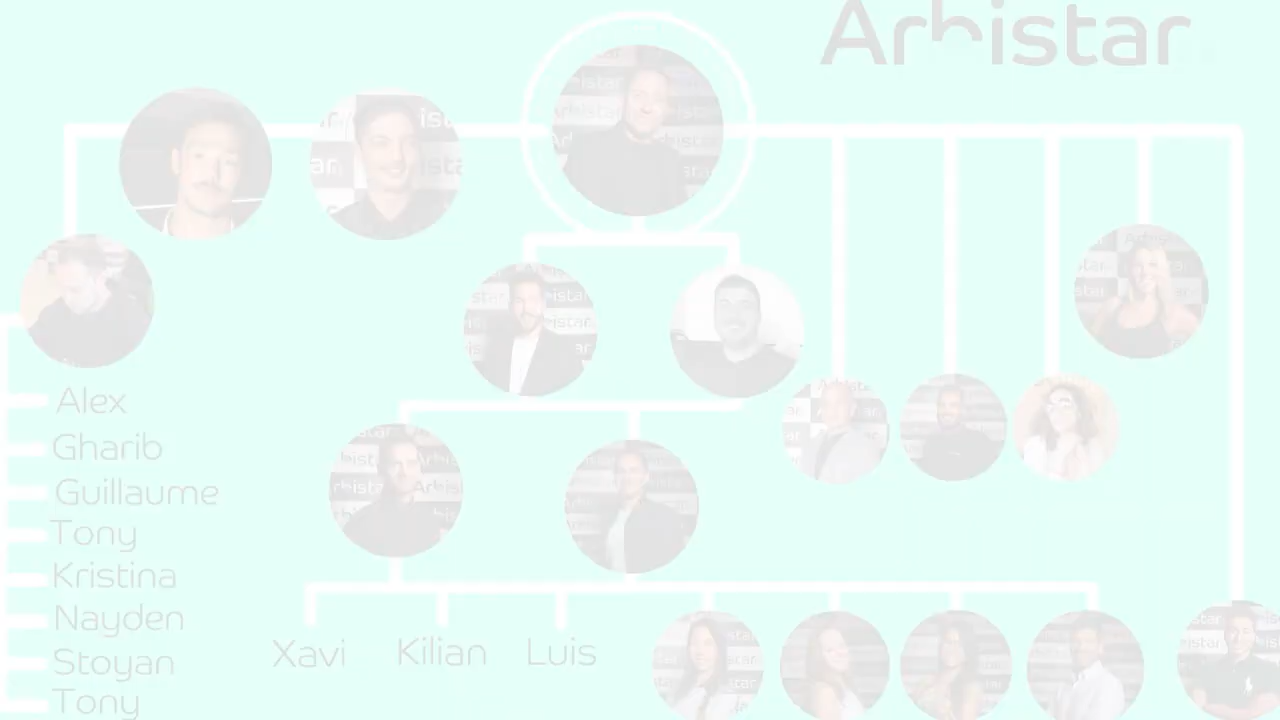 Arbistar
Alex
Gharib
Guillaume
Tony
Kristina
Nayden
Stoyan
Tony
Xavi
Kilian
Luis